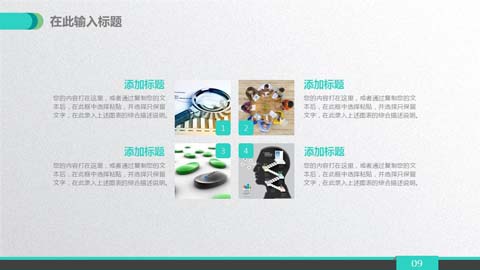 在此输入标题
添加标题
您的内容打在这里，或者通过复制您的文
本后，在此框中选择粘贴，并选择只保留
文字，在此录入上述图表的综合描述说明。
1
2
添加标题
您的内容打在这里，或者通过复制您的文
本后，在此框中选择粘贴，并选择只保留
文字，在此录入上述图表的综合描述说明。
添加标题
您的内容打在这里，或者通过复制您的文
本后，在此框中选择粘贴，并选择只保留
文字，在此录入上述图表的综合描述说明。
3
4
添加标题
您的内容打在这里，或者通过复制您的文
本后，在此框中选择粘贴，并选择只保留
文字，在此录入上述图表的综合描述说明。
09